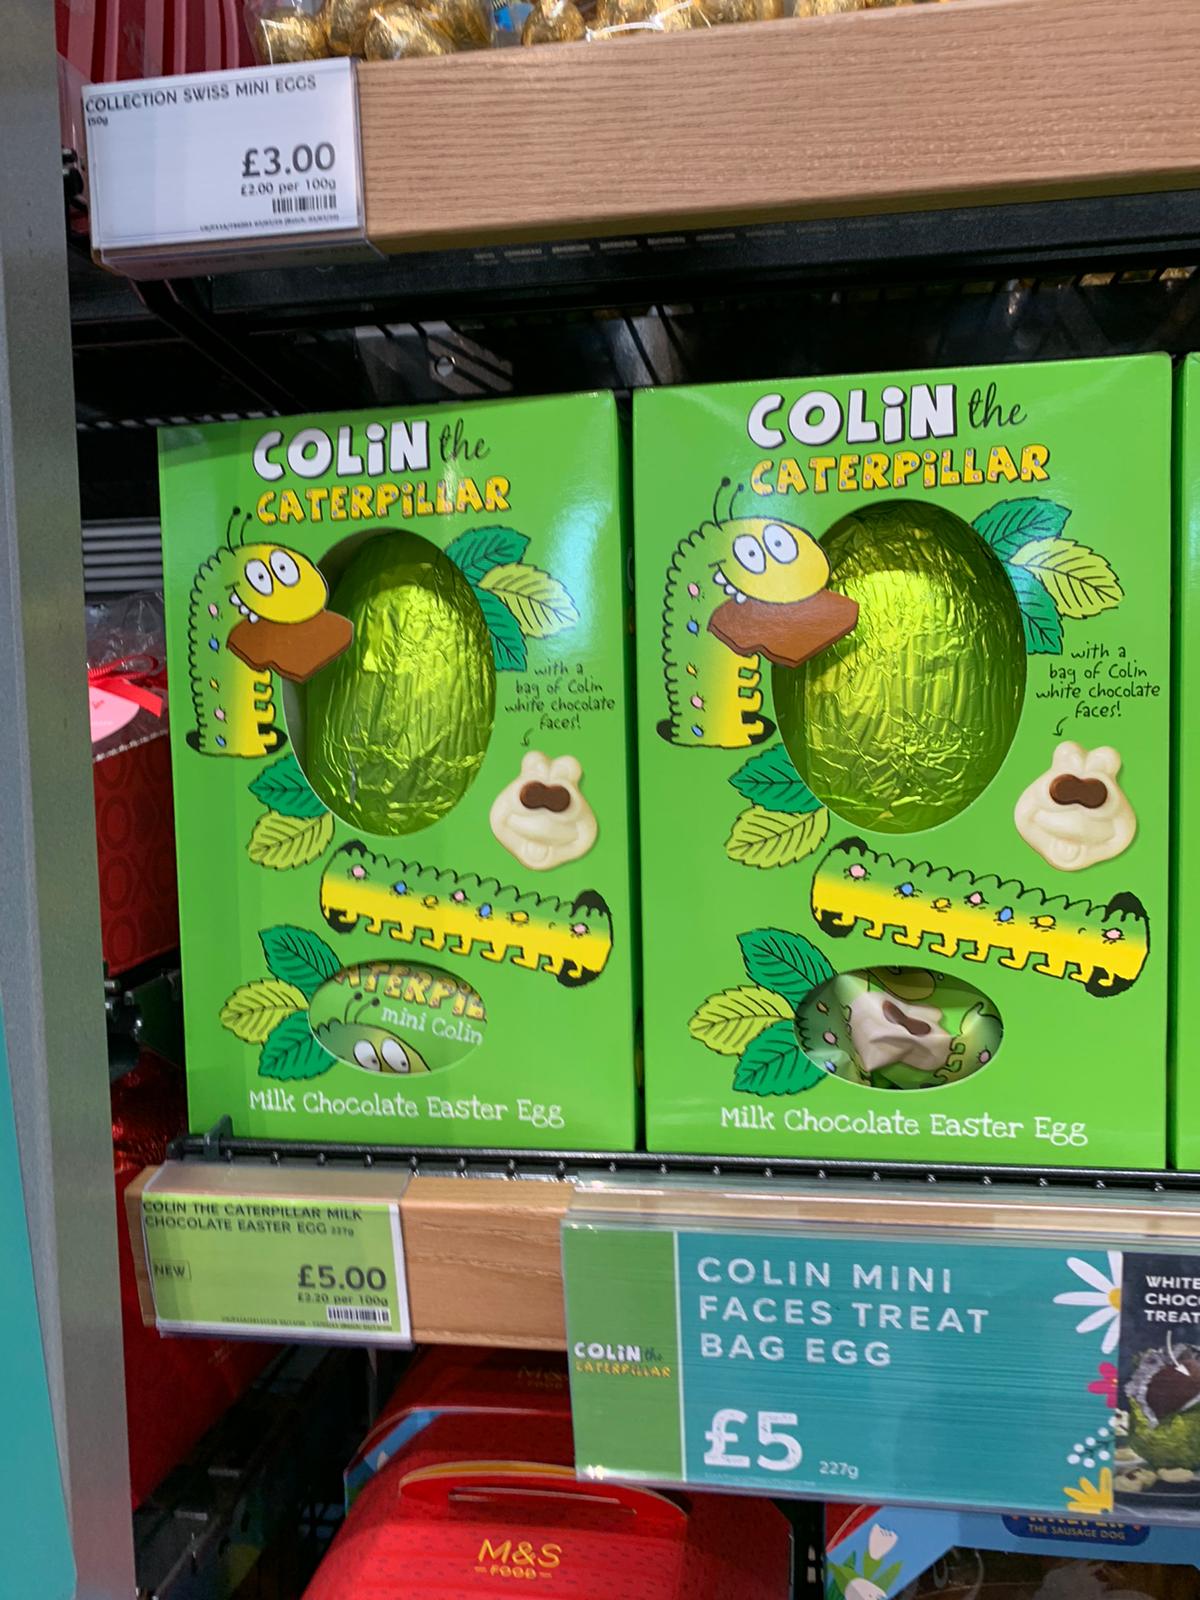 COLLECTION SWISS MINI EGGS
150g
£3.00
£2.00 per 100g
COLiN the
CATERPiLLAR
with a
bag of Colin
white chocolate
faces!
ATERPIL
mini Colin
Milk Chocolate Easter Egg
COLiN the
CATERPiLLAR
with a
bag of Colin
white chocolate
faces!
Milk Chocolate Easter Egg
COLIN THE CATERPILLAR MILK
CHOCOLATE EASTER EGG 227g
NEW
£5.00
£2.20 per 100g
COLiN the
CATERPiLLAR
COLIN MINI
FACES TREAT
BAG EGG
£5 227g
WHITE
CHOC
TREAT
M&S
FOOD
M&S
FOOD
THE SAUSAGE DOG